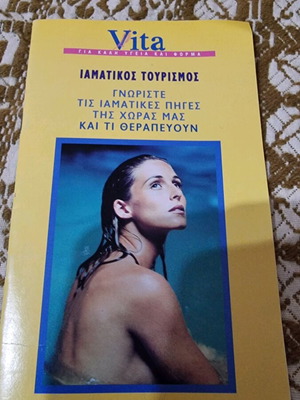 Vita
ΓΙΑ ΚΑΛΗ ΥΓΕΙΑ ΚΑΙ ΦΟΡΜΑ
ΙΑΜΑΤΙΚΟΣ ΤΟΥΡΙΣΜΟΣ
ΓΝΩΡΙΣΤΕ
ΤΙΣ ΙΑΜΑΤΙΚΕΣ ΠΗΓΕΣ
ΤΗΣ ΧΩΡΑΣ ΜΑΣ
ΚΑΙ ΤΙ ΘΕΡΑΠΕΥΟΥΝ